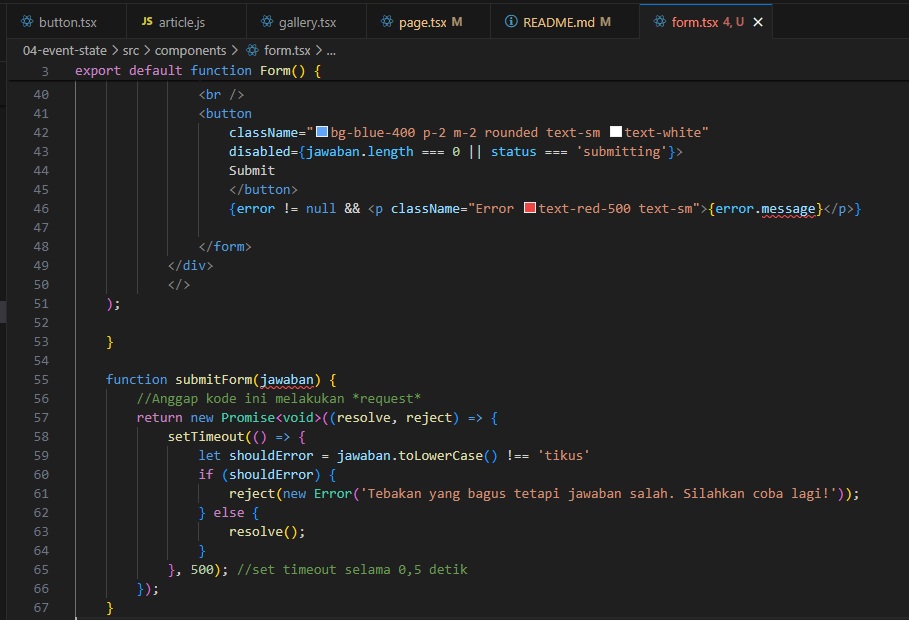 button.tsx JS article.js gallery.tsx page.tsx M README.md M form.tsx 4, U
04-event-state > src > components > form.tsx > ...
3 export default function Form() {
40 <br />
41 <button
42 className="bg-blue-400 p-2 m-2 rounded text-sm text-white"
43 disabled={jawaban.length === 0 || status === 'submitting'}>
44 Submit
45 </button>
46 {error != null && <p className="Error text-red-500 text-sm">{error.message}</p>}
47
48 </form>
49 </div>
50 </>
51 );
52
53 }
54
55 function submitForm(jawaban) {
56 //Anggap kode ini melakukan *request*
57 return new Promise<void>((resolve, reject) => {
58 setTimeout(() => {
59 let shouldError = jawaban.toLowerCase() !== 'tikus'
60 if (shouldError) {
61 reject(new Error('Tebakan yang bagus tetapi jawaban salah. Silahkan coba lagi!'));
62 } else {
63 resolve();
64 }
65 }, 500); //set timeout selama 0,5 detik
66 });
67 }